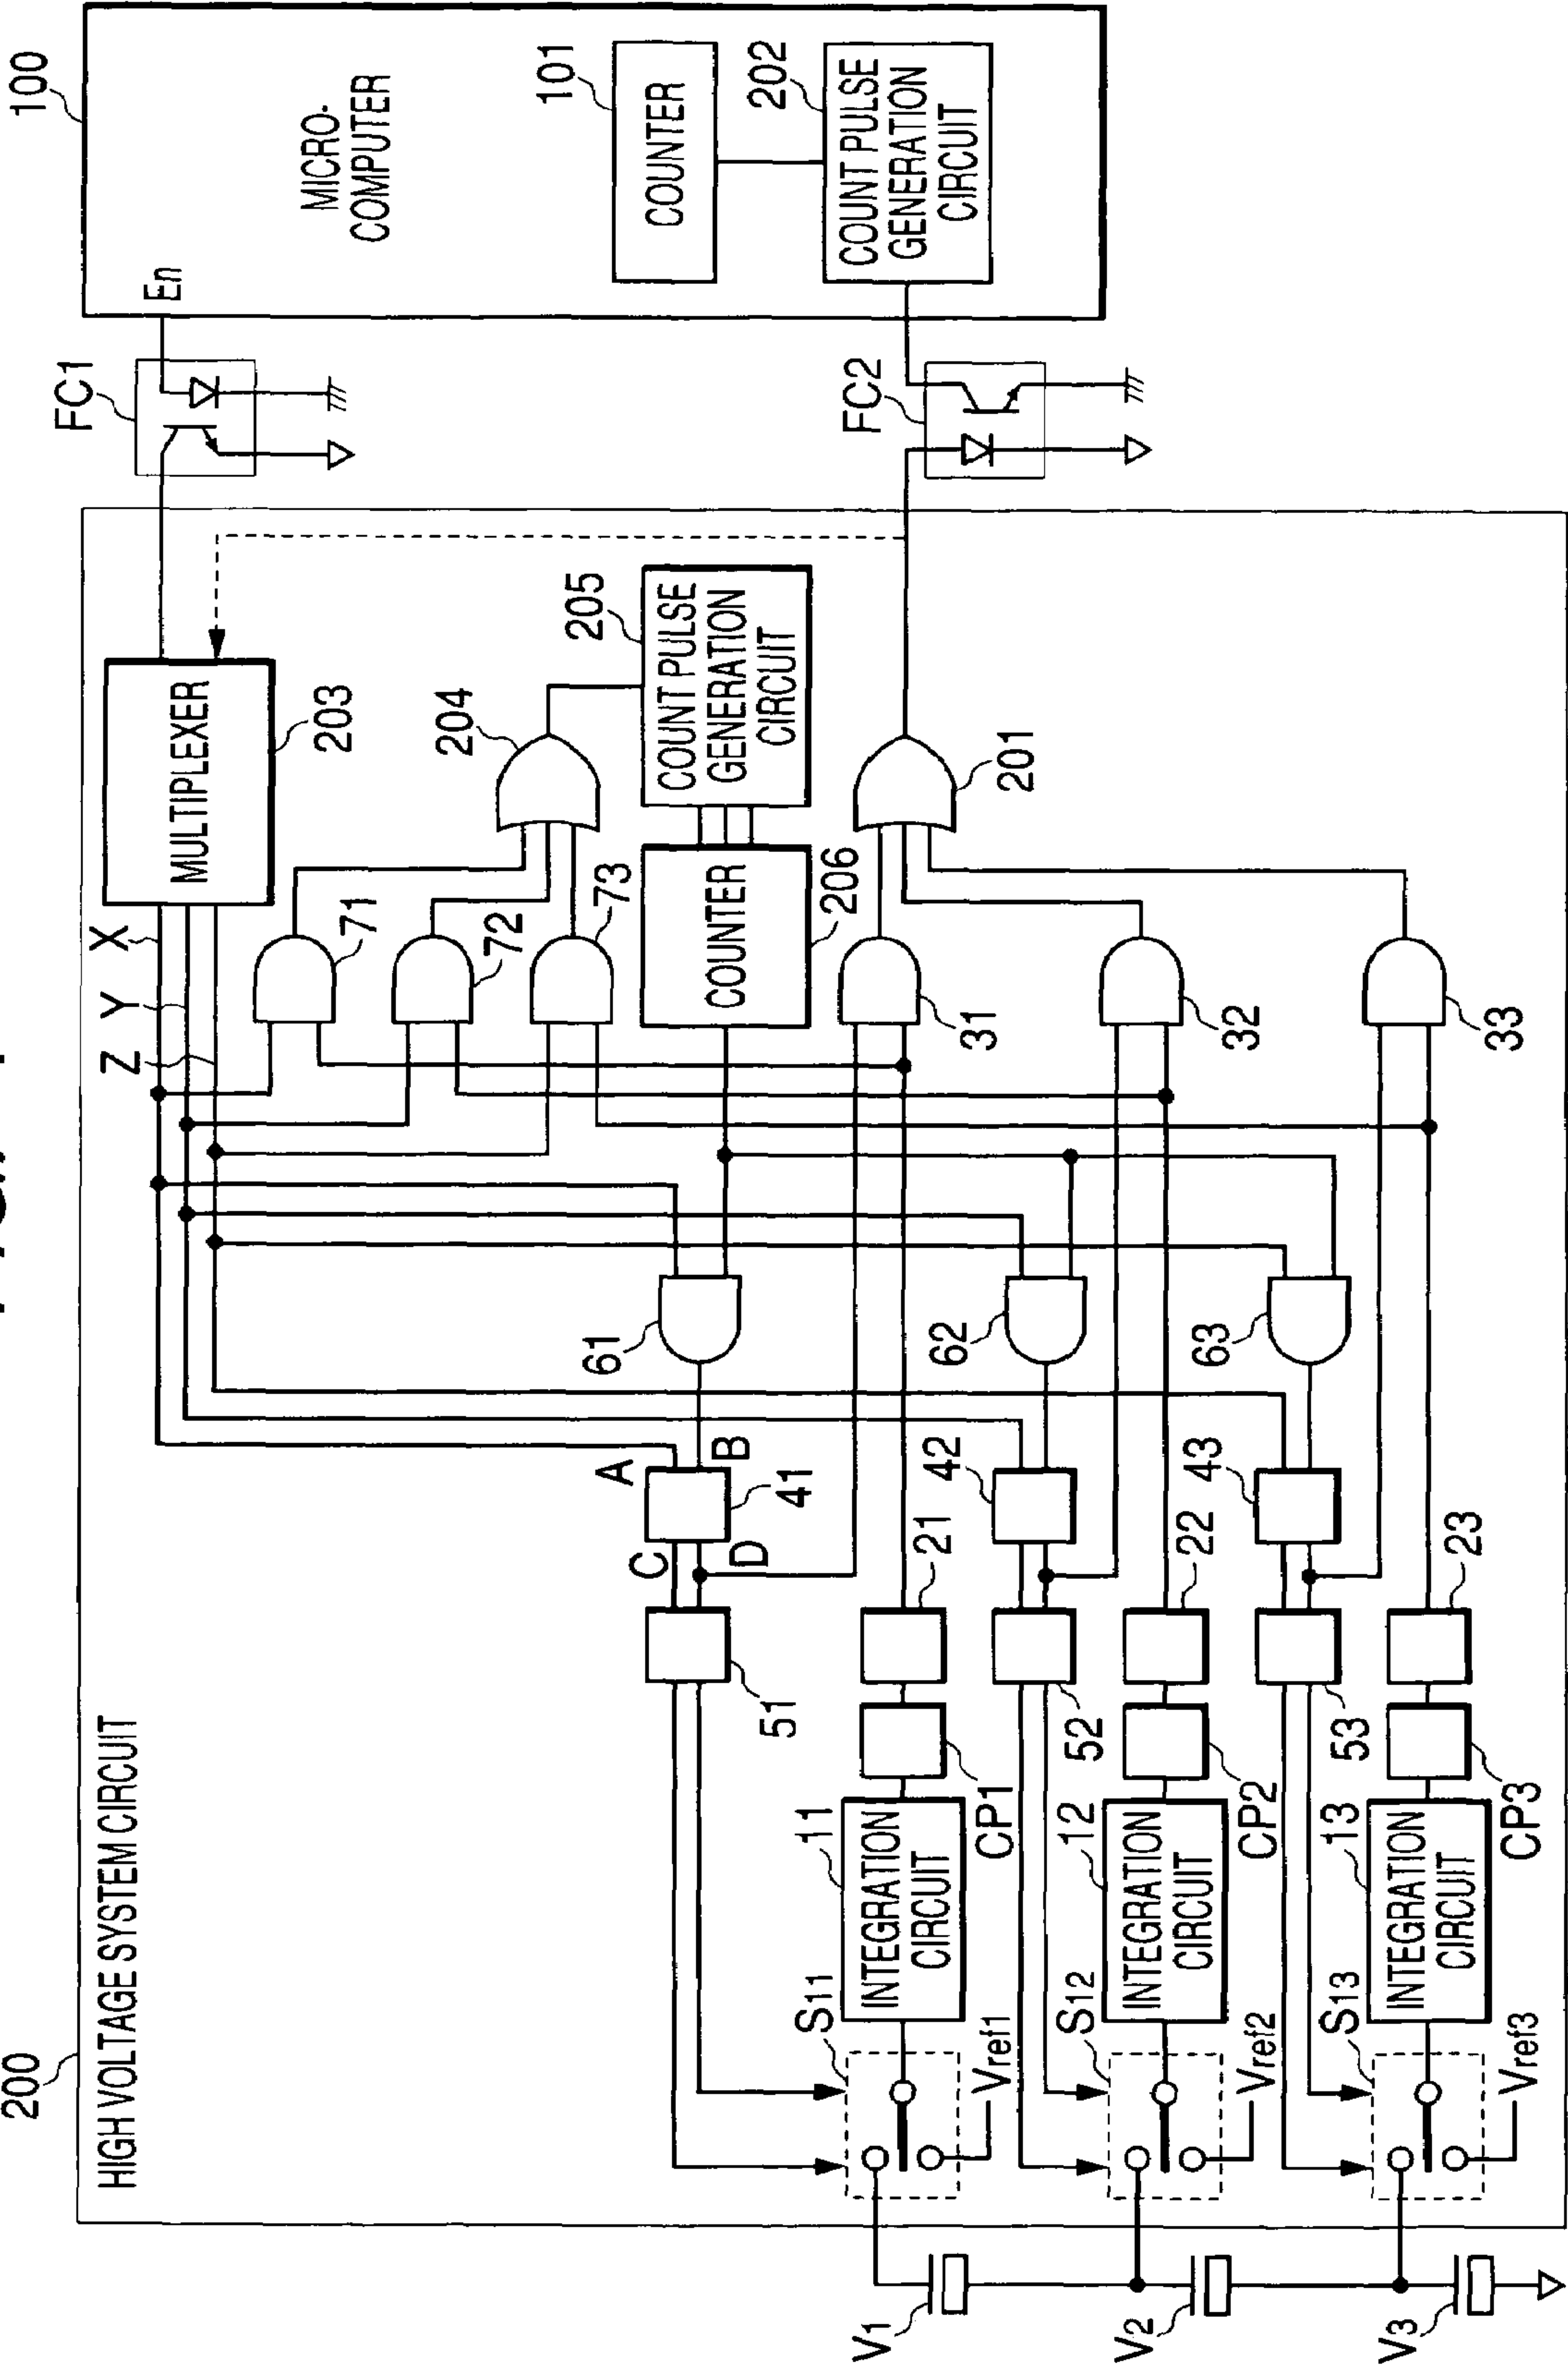 200
HIGH VOLTAGE SYSTEM CIRCUIT
100
MICRO-
COMPUTER
En
101
COUNTER
202
COUNT PULSE
GENERATION
CIRCUIT
FC1
FC2
MULTIPLEXER
203
X
Y
Z
71
72
73
204
205
COUNT PULSE
GENERATION
CIRCUIT
COUNTER
206
201
31
32
33
61
62
63
A
B
C
D
41
42
43
51
52
53
21
22
23
CP1
CP2
CP3
11
INTEGRATION
CIRCUIT
12
INTEGRATION
CIRCUIT
13
INTEGRATION
CIRCUIT
S11
S12
S13
Vref1
Vref2
Vref3
V1
V2
V3